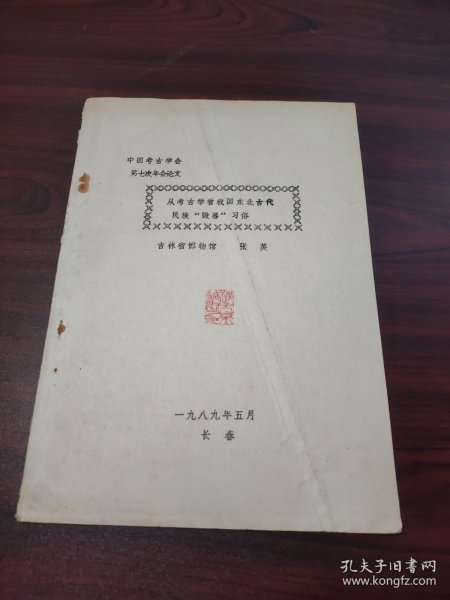 中国考古学会
第七次年会论文
从考古学看我国东北古代
民族“毁器”习俗
吉林省博物馆 张英
一九八九年五月
长春
孔夫子旧书网
www.kongfz.com